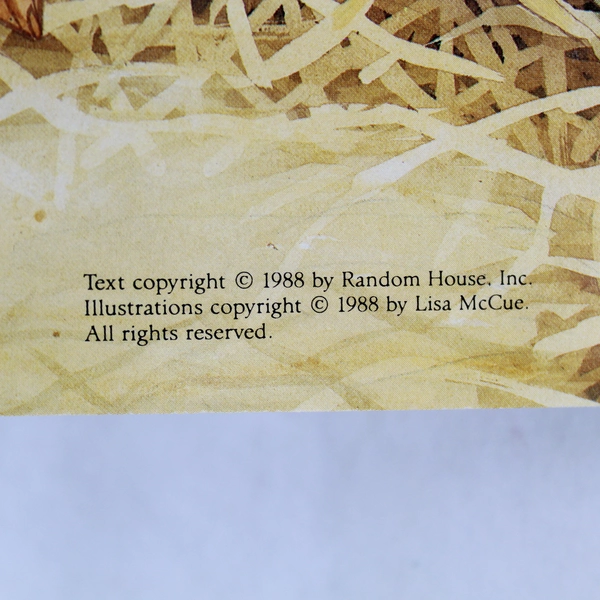 Text copyright © 1988 by Random House, Inc.
Illustrations copyright © 1988 by Lisa McCue.
All rights reserved.